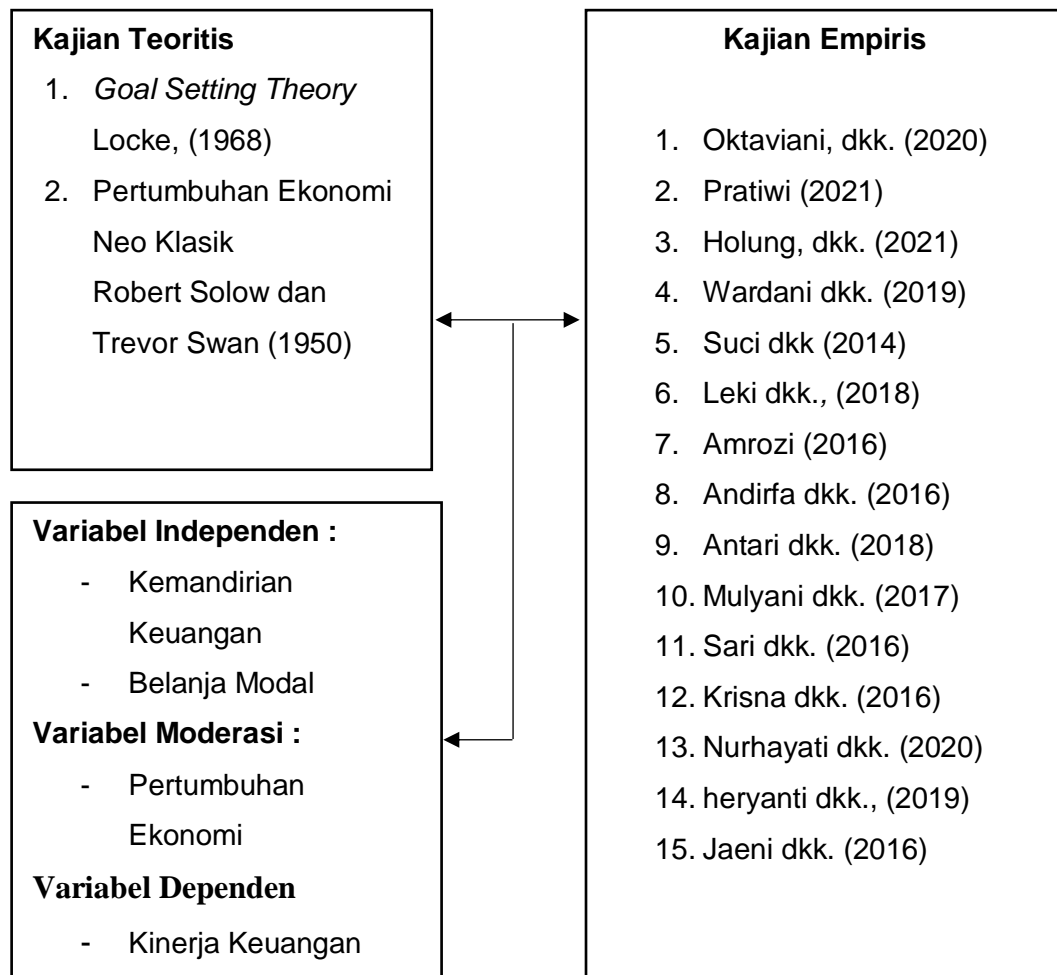 Kajian Teoritis
1. Goal Setting Theory
Locke, (1968)
2. Pertumbuhan Ekonomi
Neo Klasik
Robert Solow dan
Trevor Swan (1950)
Variabel Independen :
- Kemandirian
Keuangan
- Belanja Modal
Variabel Moderasi :
- Pertumbuhan
Ekonomi
Variabel Dependen
- Kinerja Keuangan
Kajian Empiris
1. Oktaviani, dkk. (2020)
2. Pratiwi (2021)
3. Holung, dkk. (2021)
4. Wardani dkk. (2019)
5. Suci dkk (2014)
6. Leki dkk., (2018)
7. Amrozi (2016)
8. Andirfa dkk. (2016)
9. Antari dkk. (2018)
10. Mulyani dkk. (2017)
11. Sari dkk. (2016)
12. Krisna dkk. (2016)
13. Nurhayati dkk. (2020)
14. heryanti dkk., (2019)
15. Jaeni dkk. (2016)